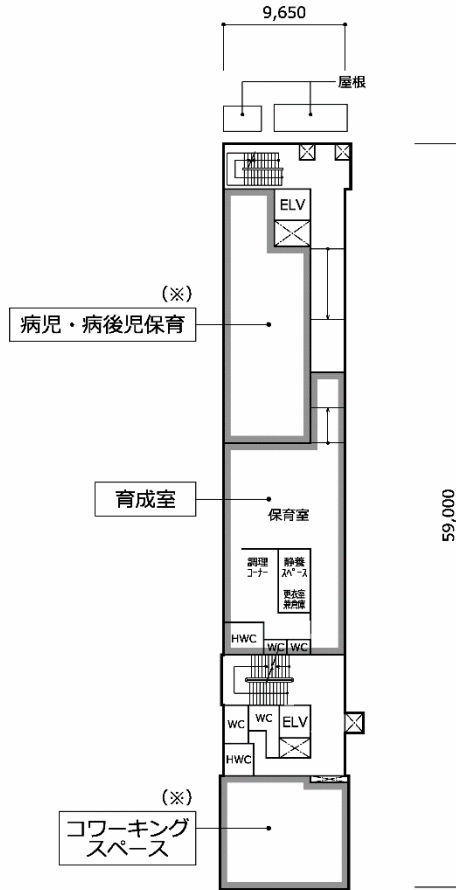 9,650
屋根
ELV
(※)
病児・病後児保育
59,000
育成室
保育室
調理
コーナー
静養
スペース
更衣室
兼倉庫
HWC
WC
WC
WC
WC
ELV
HWC
(※)
コワーキング
スペース